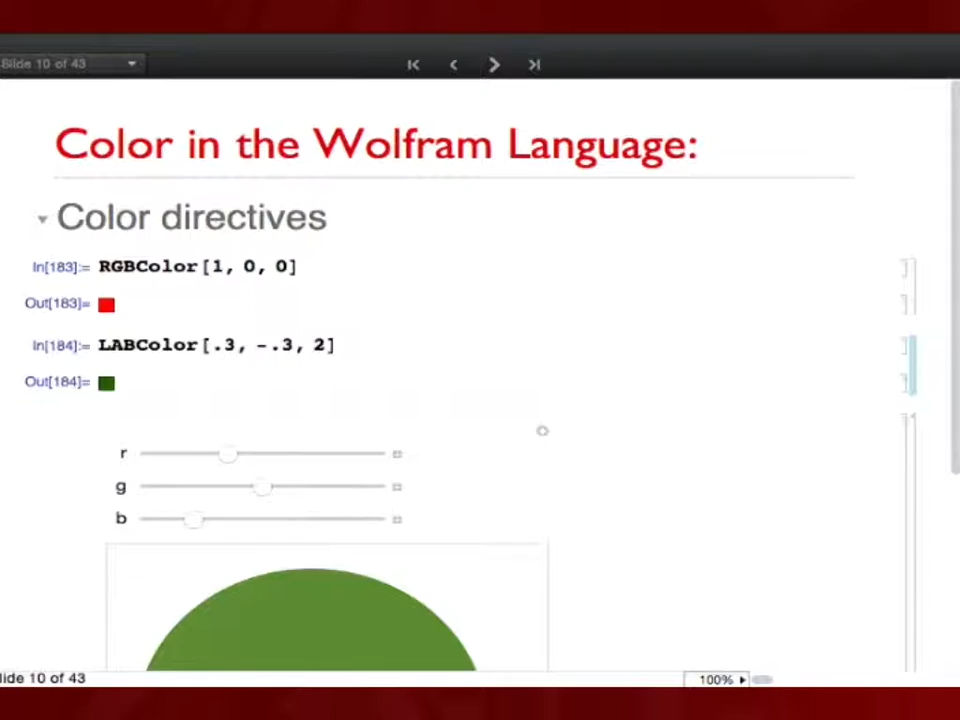 Slide 10 of 43
Color in the Wolfram Language:
Color directives
In[183]:= RGBColor[1, 0, 0]
Out[183]=
In[184]:= LABColor[.3, -.3, 2]
Out[184]=
r
g
b
lide 10 of 43
100%